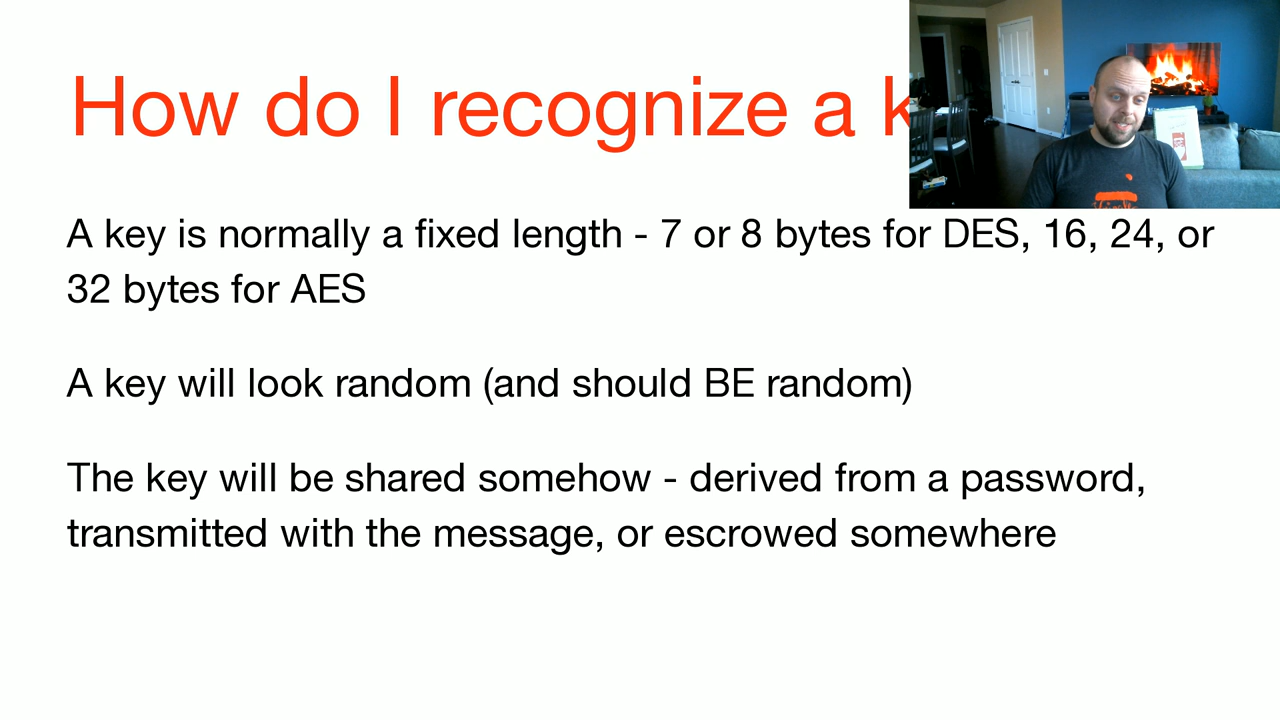 How do I recognize a k
A key is normally a fixed length - 7 or 8 bytes for DES, 16, 24, or
32 bytes for AES
A key will look random (and should BE random)
The key will be shared somehow - derived from a password,
transmitted with the message, or escrowed somewhere